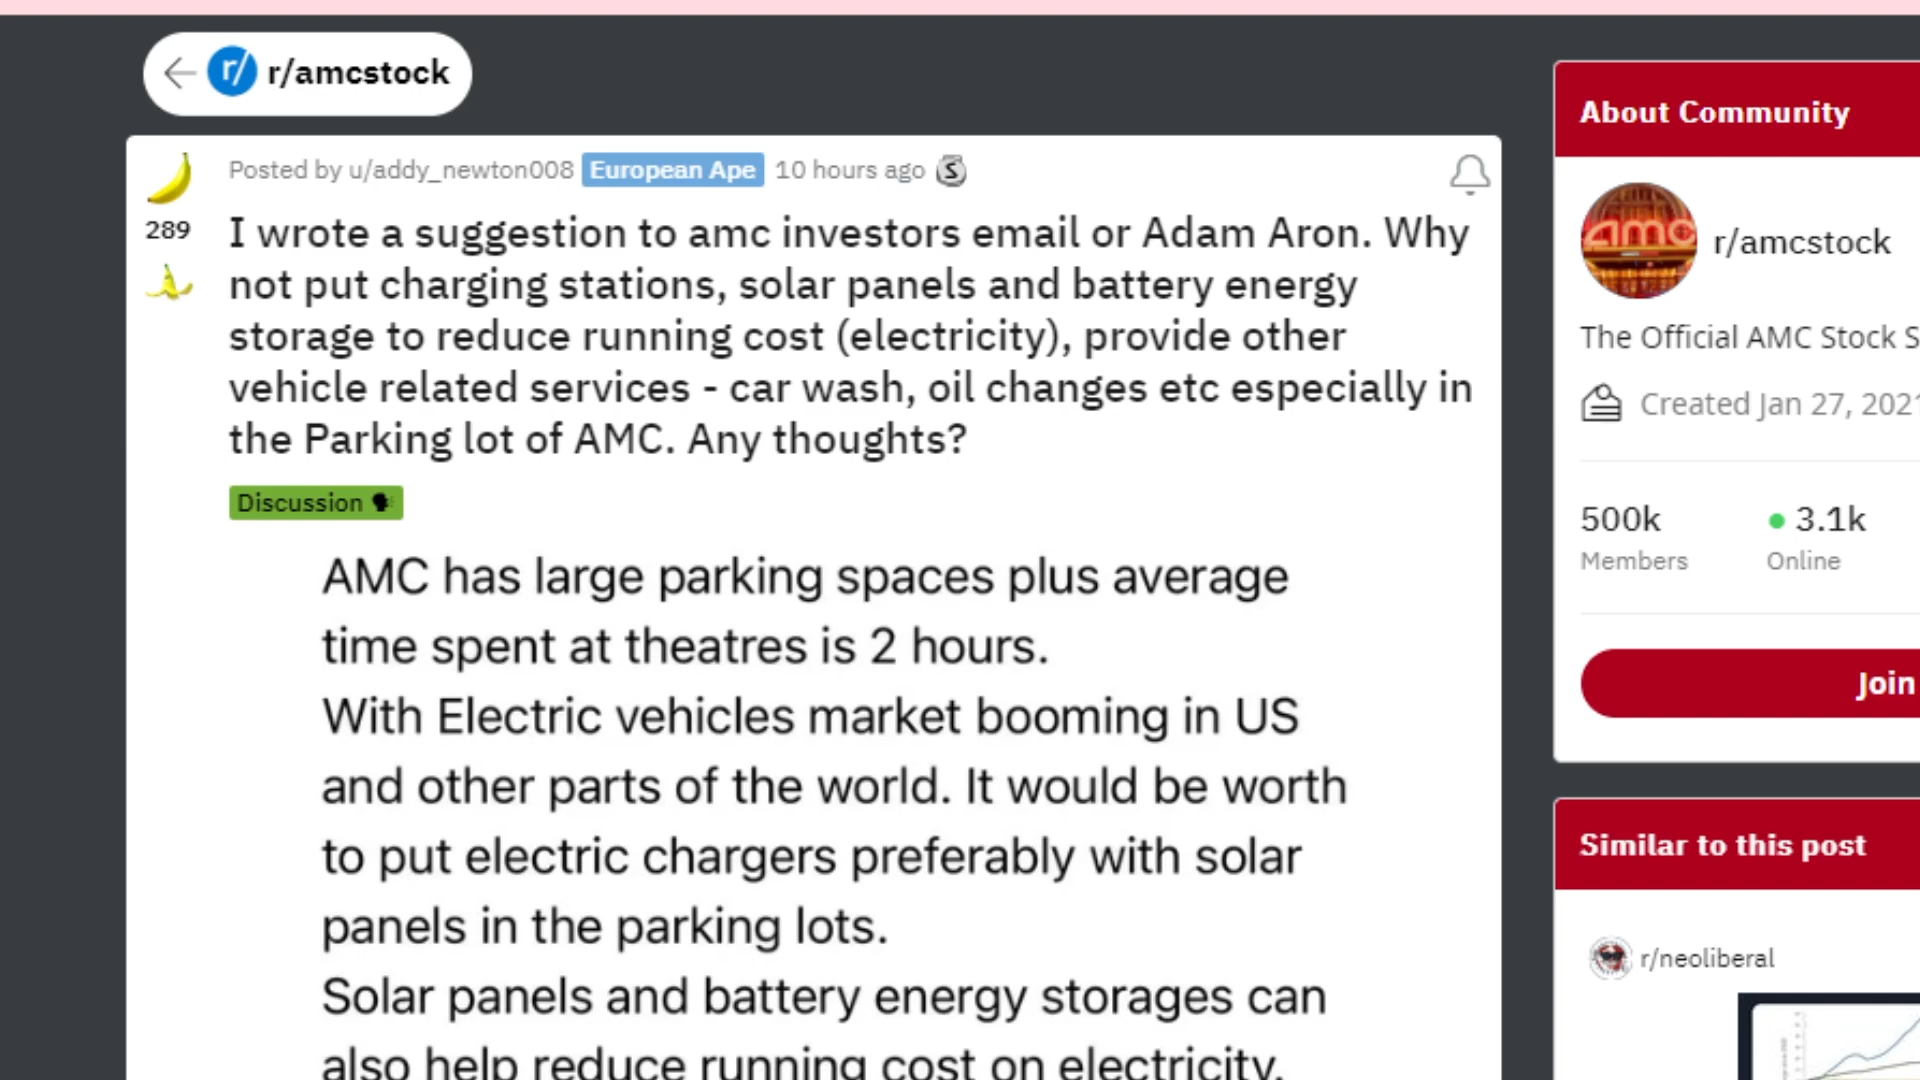 r/ r/amcstock
Posted by u/addy_newton008 European Ape 10 hours ago S
289
I wrote a suggestion to amc investors email or Adam Aron. Why
not put charging stations, solar panels and battery energy
storage to reduce running cost (electricity), provide other
vehicle related services - car wash, oil changes etc especially in
the Parking lot of AMC. Any thoughts?
Discussion 🗣
AMC has large parking spaces plus average
time spent at theatres is 2 hours.
With Electric vehicles market booming in US
and other parts of the world. It would be worth
to put electric chargers preferably with solar
panels in the parking lots.
Solar panels and battery energy storages can
also help reduce running cost on electricity.
About Community
amc
r/amcstock
The Official AMC Stock S
Created Jan 27, 2021
500k
3.1k
Members
Online
Join
Similar to this post
r/neoliberal